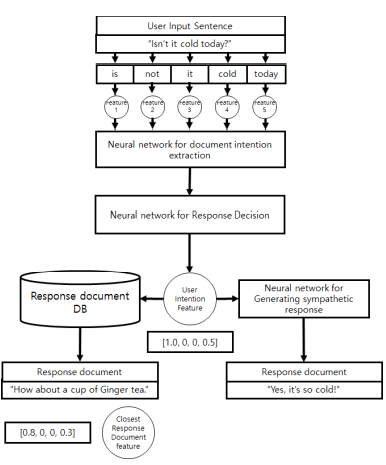 User Input Sentence
"Isn't it cold today?"
is not it cold today
Feature
1
Feature
2
Feature
3
Feature
4
Feature
5
Neural network for document intention
extraction
Neural network for Response Decision
Response document
DB
User
Intention
Feature
Neural network for
Generating sympathetic
response
[1.0, 0, 0, 0.5]
Response document
"How about a cup of Ginger tea."
Response document
"Yes, it's so cold!"
[0.8, 0, 0, 0.3]
Closest
Response
Document
feature